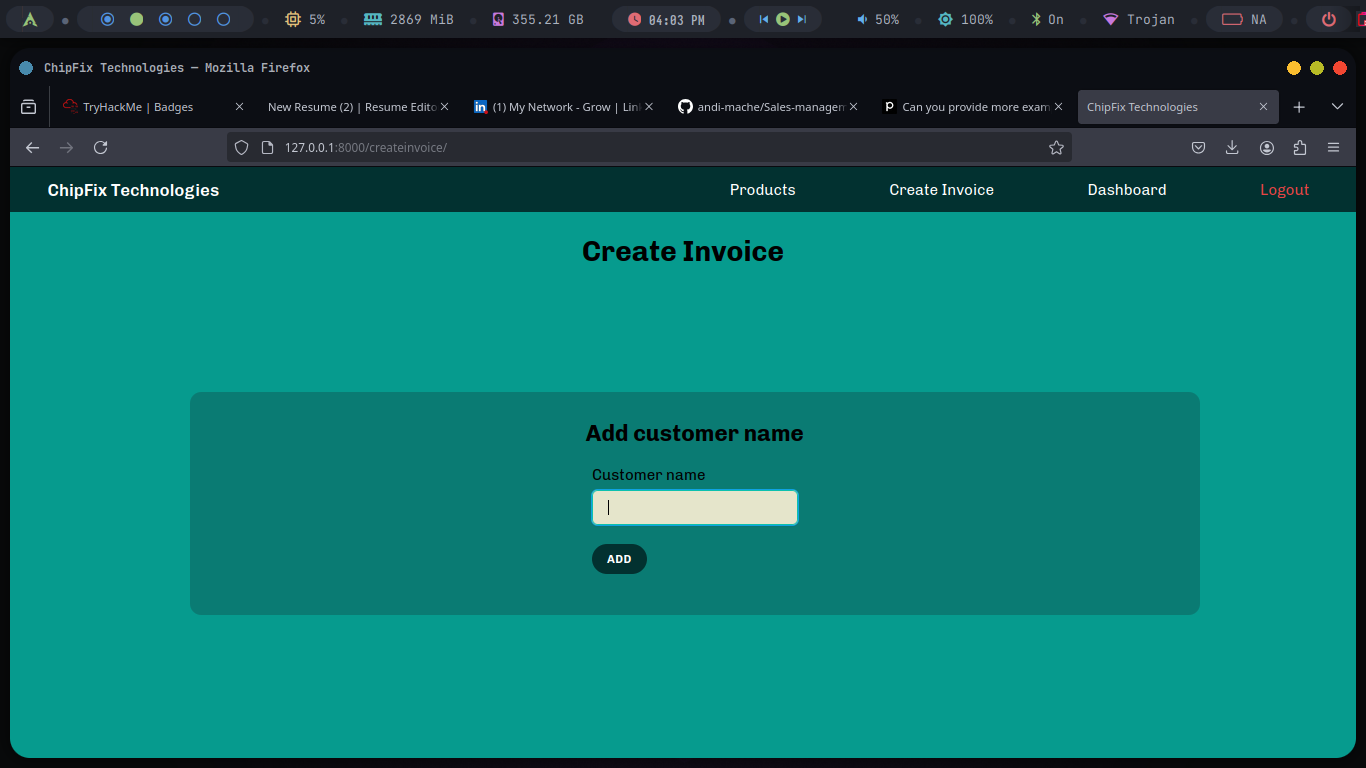 5% 2869 MiB 355.21 GB 04:03 PM 50% 100% On Trojan NA
ChipFix Technologies — Mozilla Firefox
TryHackMe | Badges New Resume (2) | Resume Edito (1) My Network - Grow | Lin andi-mache/Sales-managem Can you provide more exam ChipFix Technologies
127.0.0.1:8000/createinvoice/
ChipFix Technologies Products Create Invoice Dashboard Logout
Create Invoice
Add customer name
Customer name
ADD